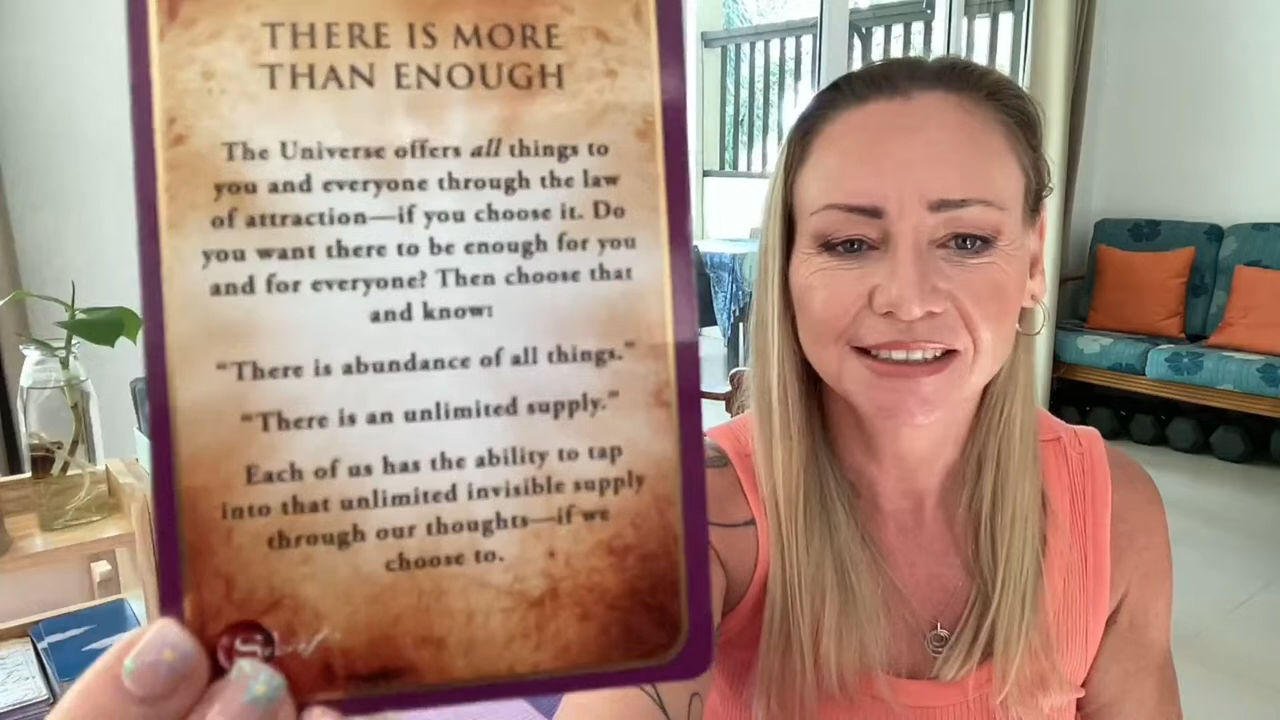 THERE IS MORE
THAN ENOUGH
The Universe offers all things to
you and everyone through the law
of attraction—if you choose it. Do
you want there to be enough for you
and for everyone? Then choose that
and know:
“There is abundance of all things.”
“There is an unlimited supply.”
Each of us has the ability to tap
into that unlimited invisible supply
through our thoughts—if we
choose to.